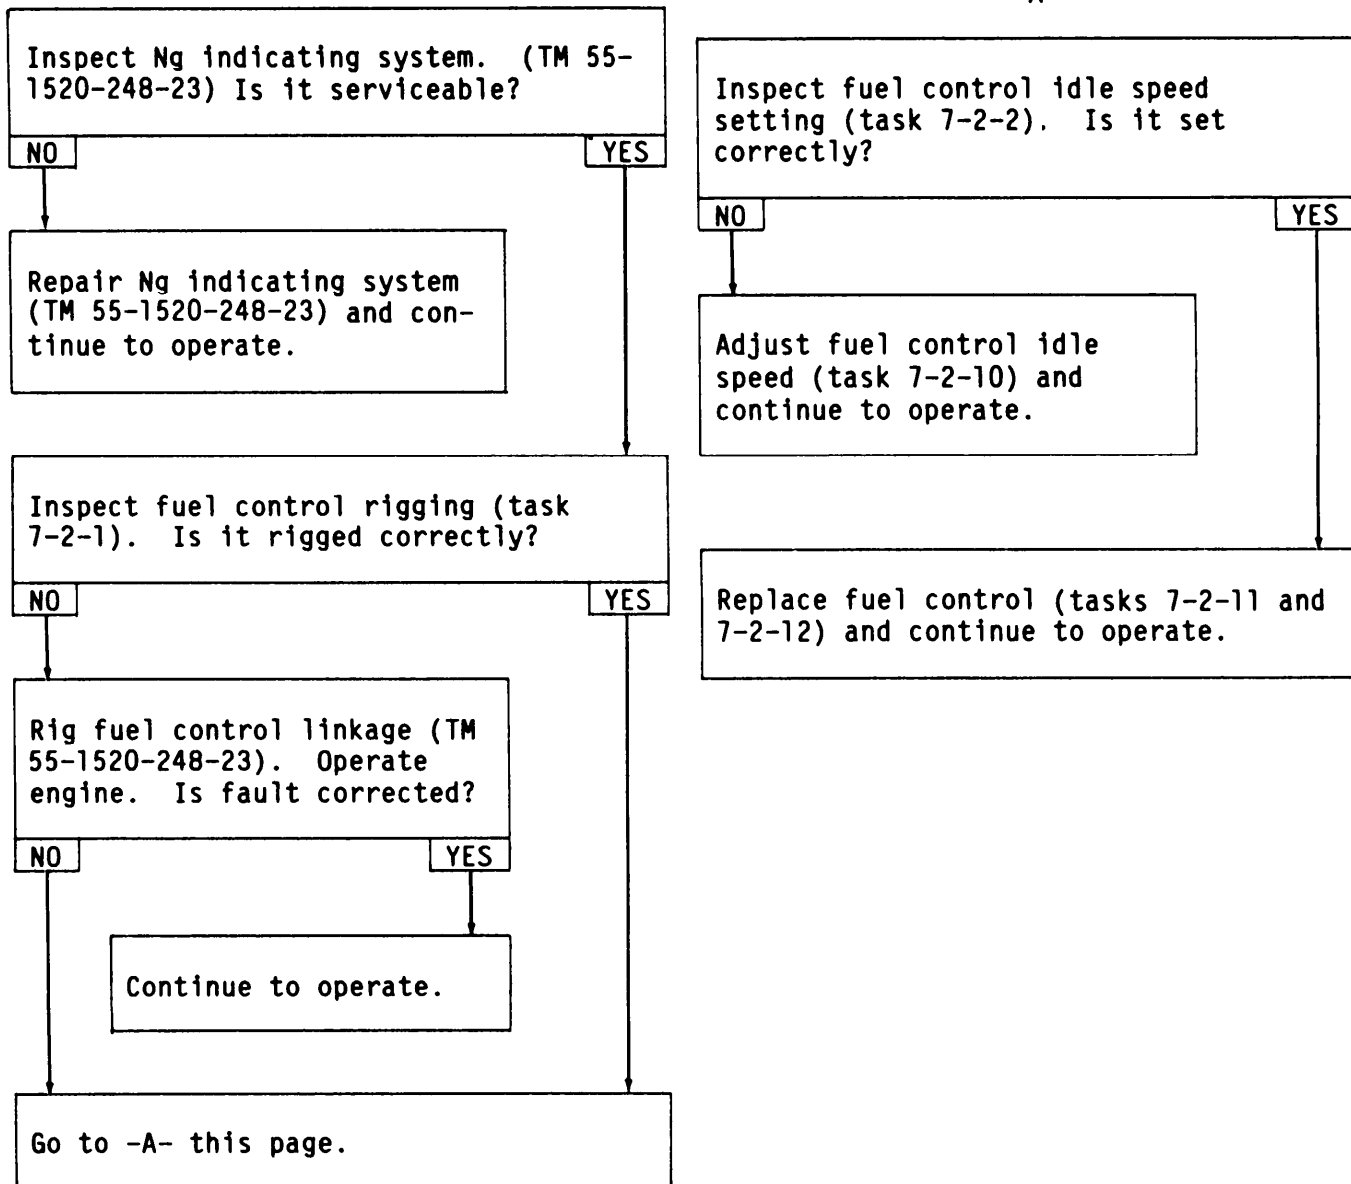 Inspect Ng indicating system. (TM 55-
1520-248-23) Is it serviceable?
NO
YES
Repair Ng indicating system
(TM 55-1520-248-23) and con-
tinue to operate.
Inspect fuel control rigging (task
7-2-1). Is it rigged correctly?
NO
YES
Rig fuel control linkage (TM
55-1520-248-23). Operate
engine. Is fault corrected?
NO
YES
Continue to operate.
Go to -A- this page.
Inspect fuel control idle speed
setting (task 7-2-2). Is it set
correctly?
NO
YES
Adjust fuel control idle
speed (task 7-2-10) and
continue to operate.
Replace fuel control (tasks 7-2-11 and
7-2-12) and continue to operate.